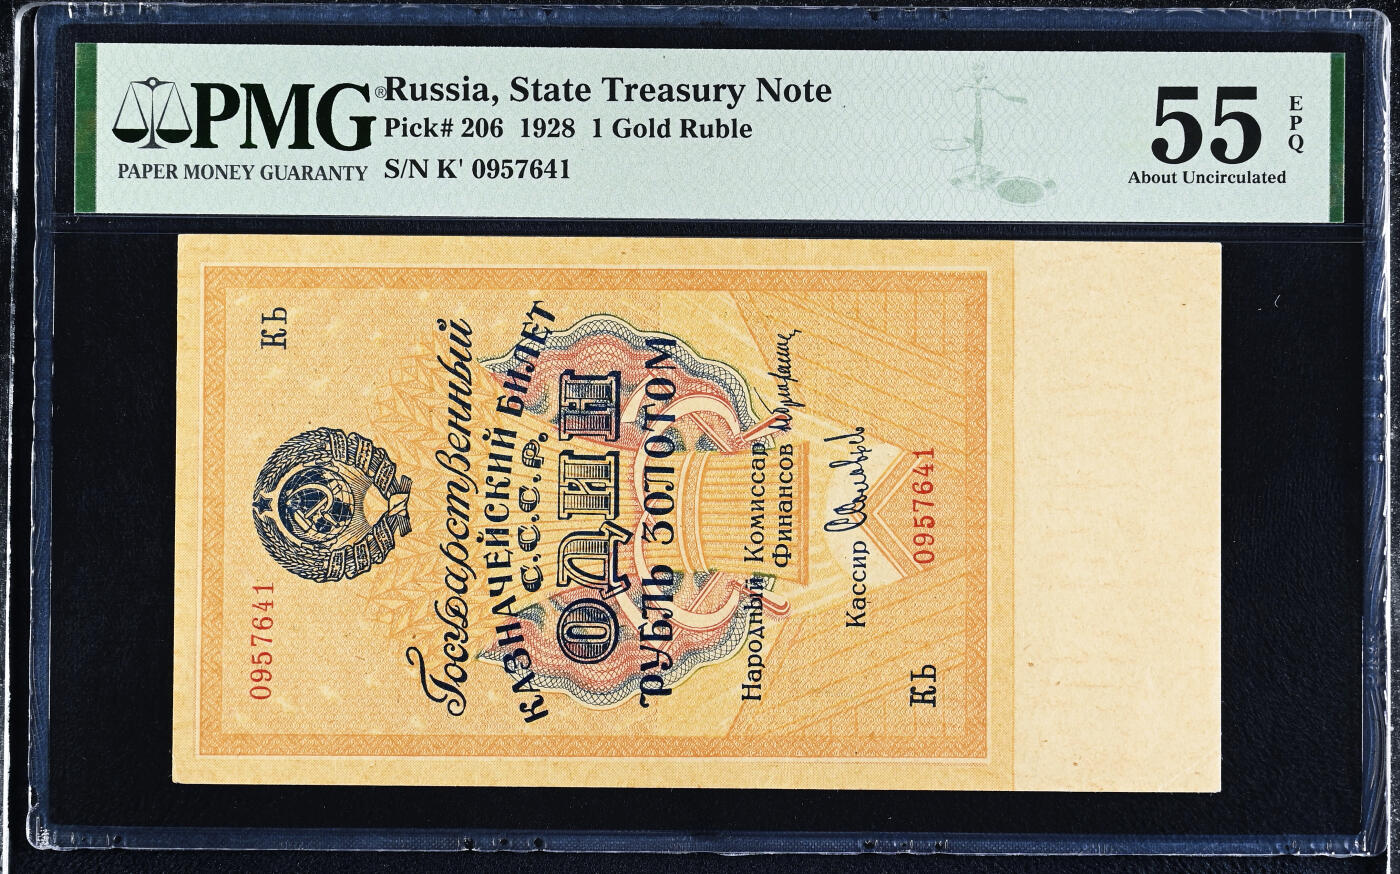 PMG®
PAPER MONEY GUARANTY
Russia, State Treasury Note
Pick# 206 1928 1 Gold Ruble
S/N K' 0957641
55
EPQ
About Uncirculated
0957641
КЬ
Государственный
КАЗНАЧЕЙСКИЙ БИЛЕТ
С.С.С.Р.
ОДИН
РУБЛЬ ЗОЛОТОМ
Народный Комиссар
Финансов
Кассир
КЬ
0957641